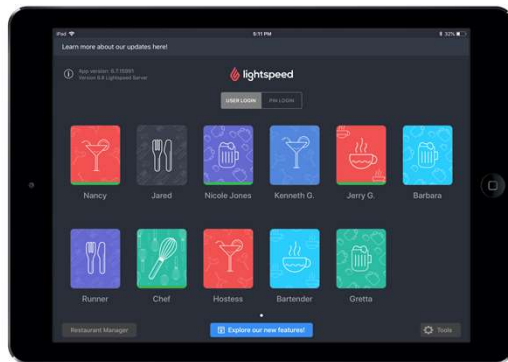 iPad
5:11 PM
32%
Learn more about our updates here!
lightspeed
USER LOGIN
PIN LOGIN
Nancy
Jared
Nicole Jones
Kenneth G.
Jerry G.
Barbara
Runner
Chef
Hostess
Bartender
Gretta
Restaurant Manager
Explore our new features!
Tools